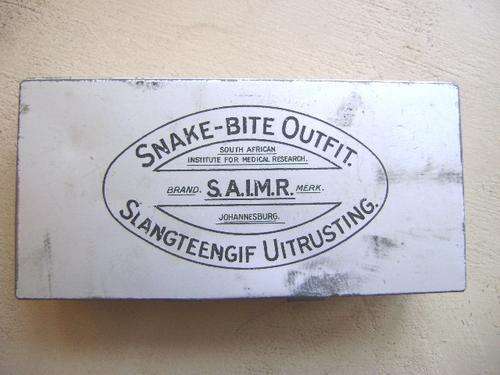 SNAKE-BITE OUTFIT.
SOUTH AFRICAN
INSTITUTE FOR MEDICAL RESEARCH.
BRAND. S.A.I.M.R. MERK.
JOHANNESBURG.
SLANGTEENGIF UITRUSTING.